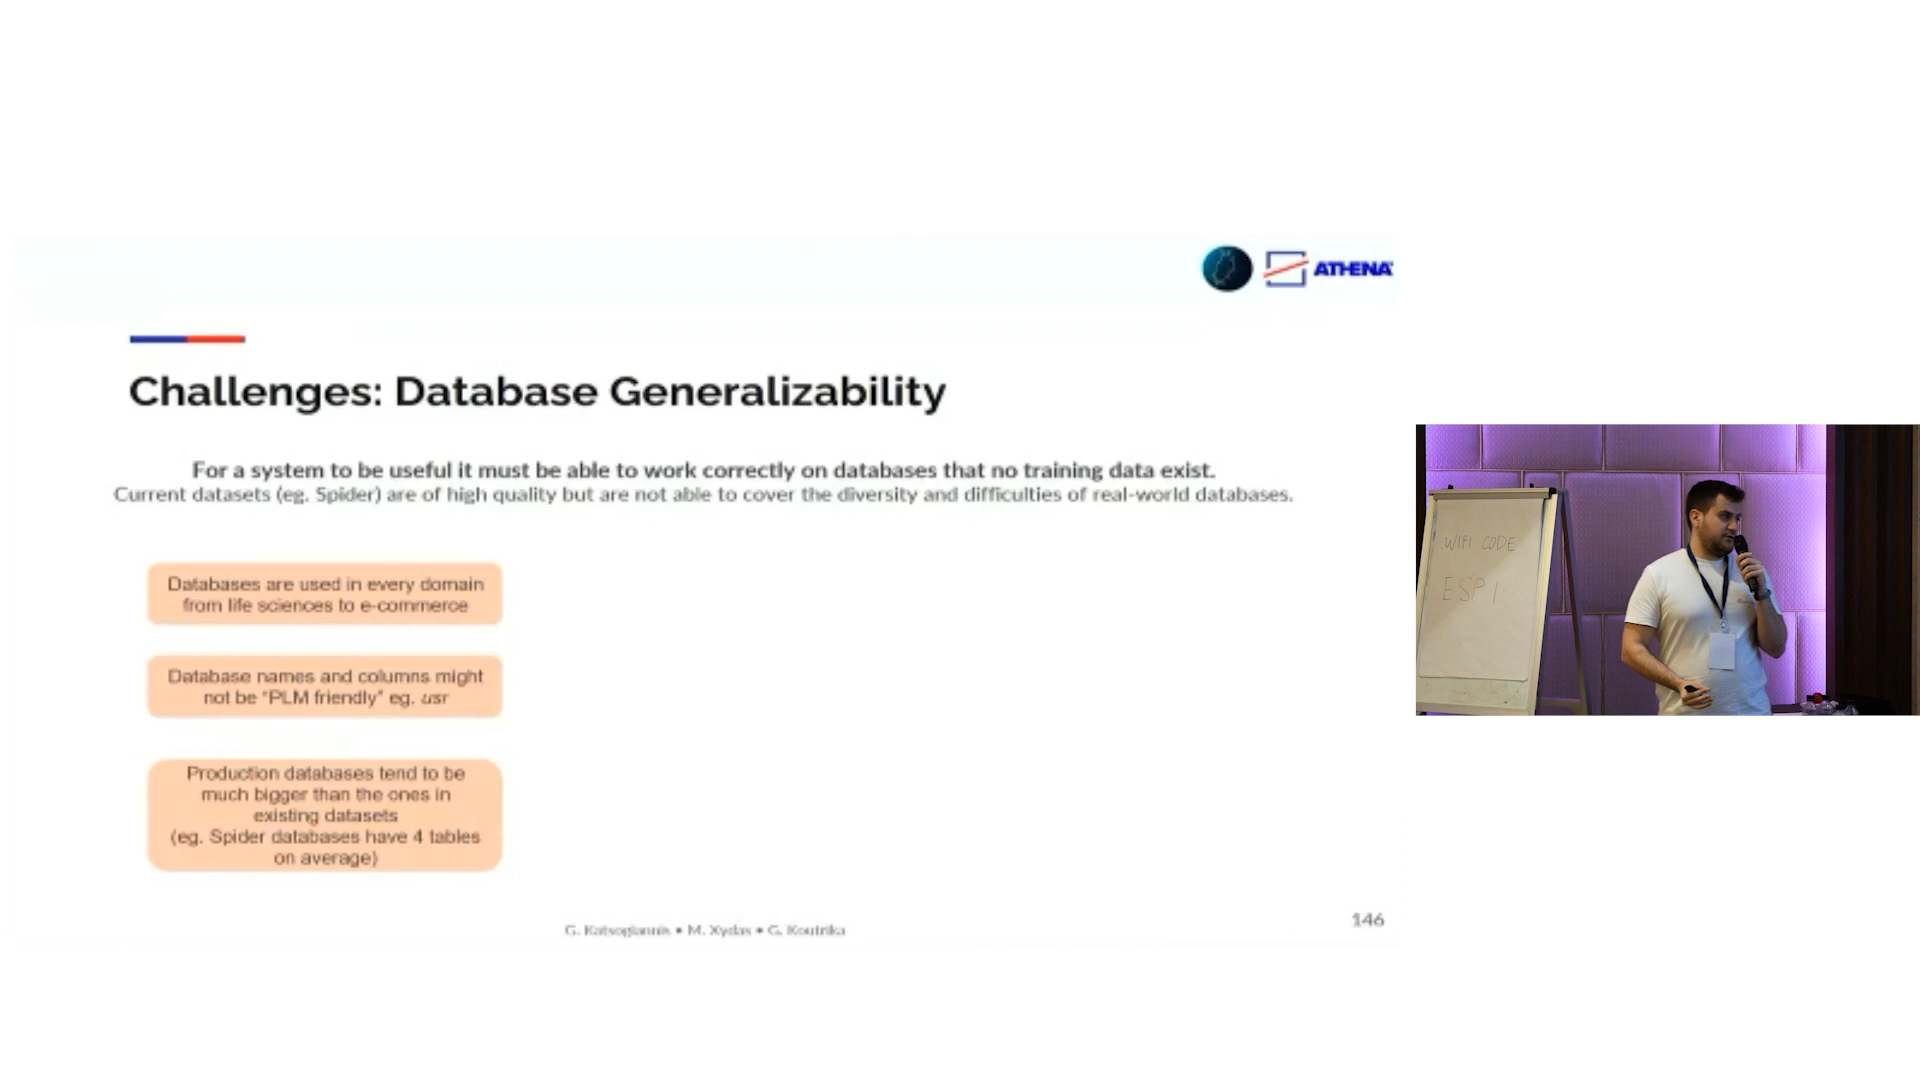 ATHENA
Challenges: Database Generalizability
For a system to be useful it must be able to work correctly on databases that no training data exist.
Current datasets (eg. Spider) are of high quality but are not able to cover the diversity and difficulties of real-world databases.
Databases are used in every domain
from life sciences to e-commerce
Database names and columns might
not be "PLM friendly" eg. usr
Production databases tend to be
much bigger than the ones in
existing datasets
(eg. Spider databases have 4 tables
on average)
G. Katsogiannis • M. Xydas • G. Koutrika
146
WIFI CODE
ESP1